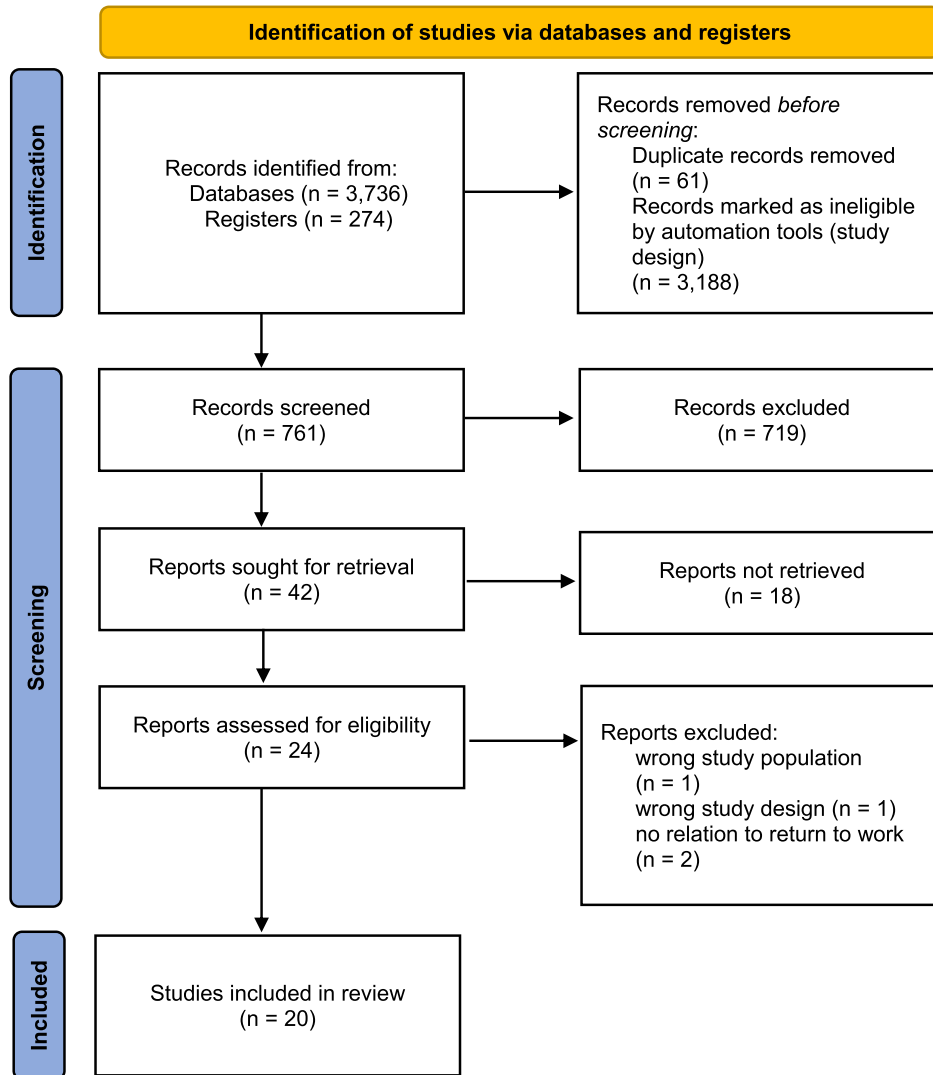 Identification of studies via databases and registers
Identification
Records identified from:
Databases (n = 3,736)
Registers (n = 274)
Records removed before
screening:
Duplicate records removed
(n = 61)
Records marked as ineligible
by automation tools (study
design)
(n = 3,188)
Screening
Records screened
(n = 761)
Records excluded
(n = 719)
Reports sought for retrieval
(n = 42)
Reports not retrieved
(n = 18)
Reports assessed for eligibility
(n = 24)
Reports excluded:
wrong study population
(n = 1)
wrong study design (n = 1)
no relation to return to work
(n = 2)
Included
Studies included in review
(n = 20)